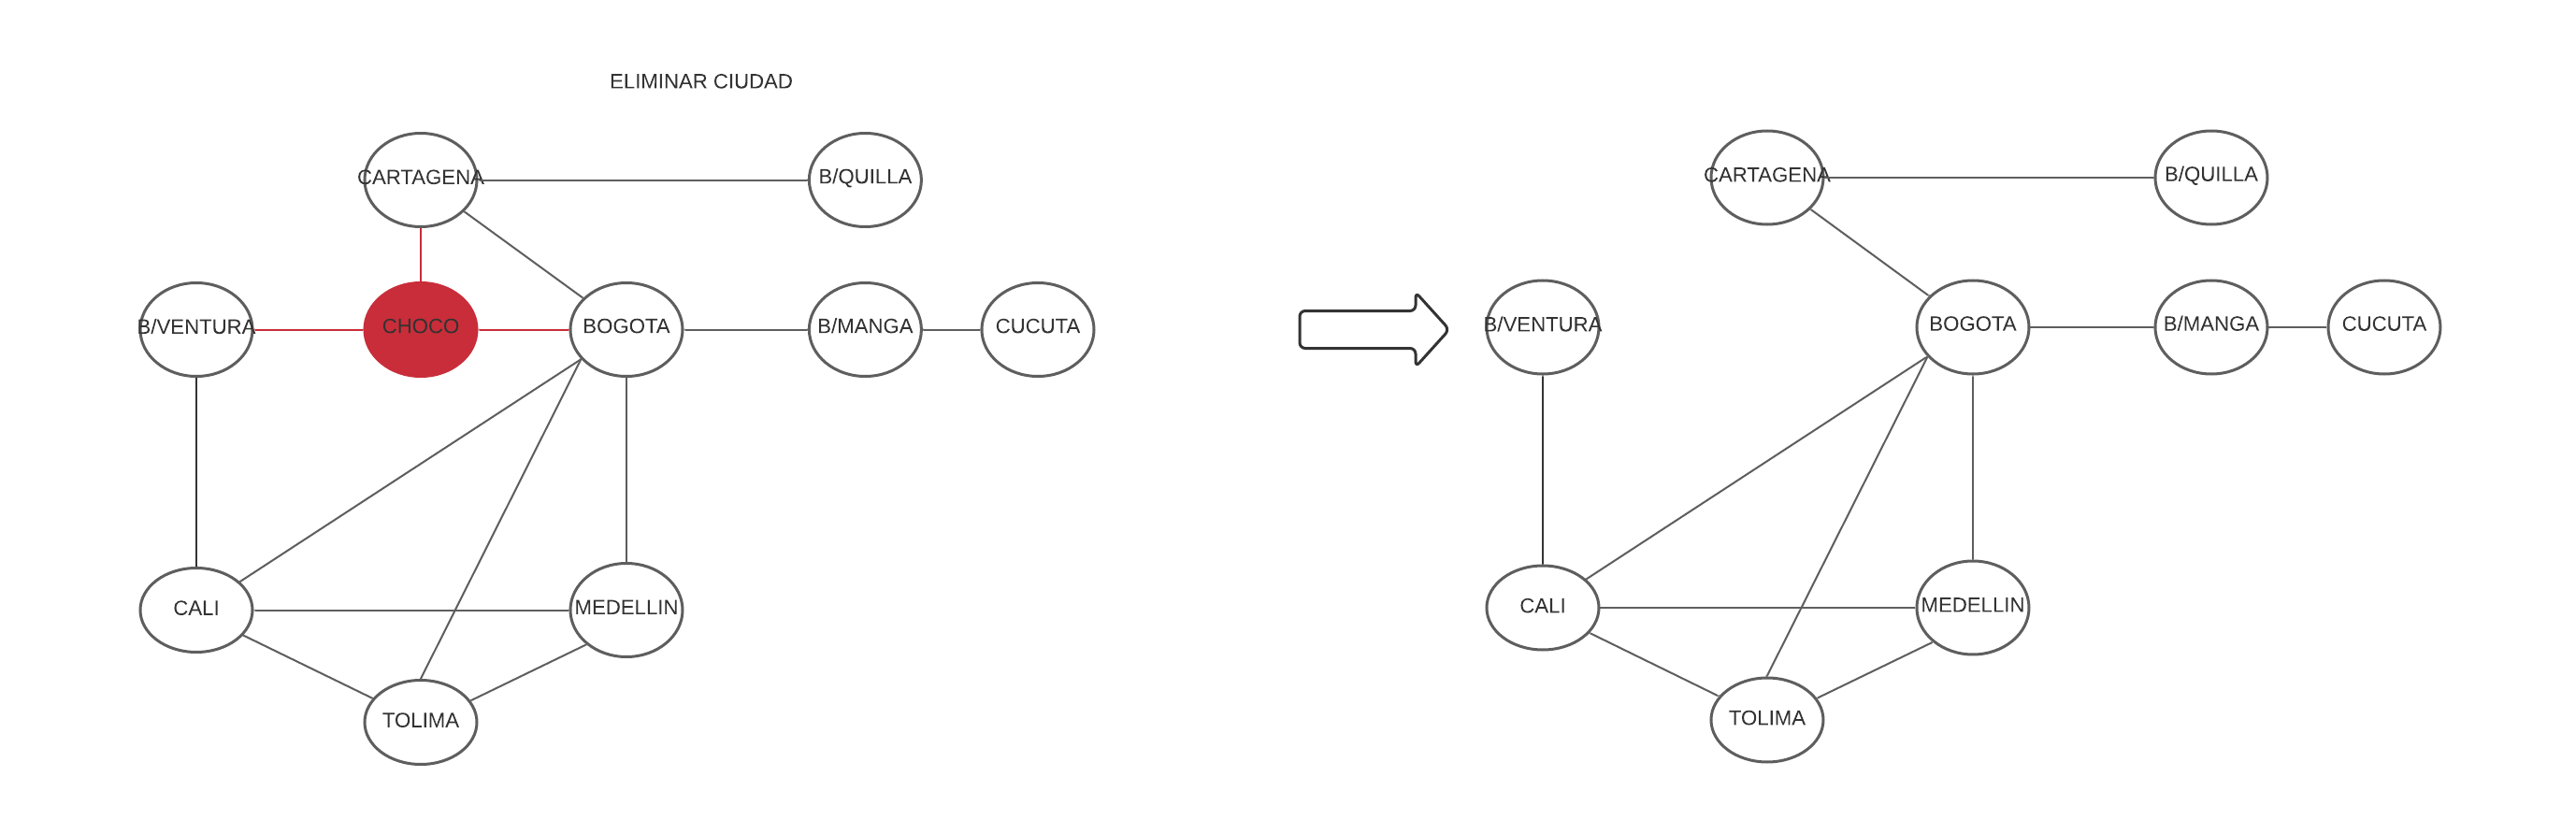 ELIMINAR CIUDAD
CARTAGENA
B/QUILLA
B/VENTURA
CHOCO
BOGOTA
B/MANGA
CUCUTA
CALI
MEDELLIN
TOLIMA
CARTAGENA
B/QUILLA
B/VENTURA
BOGOTA
B/MANGA
CUCUTA
CALI
MEDELLIN
TOLIMA